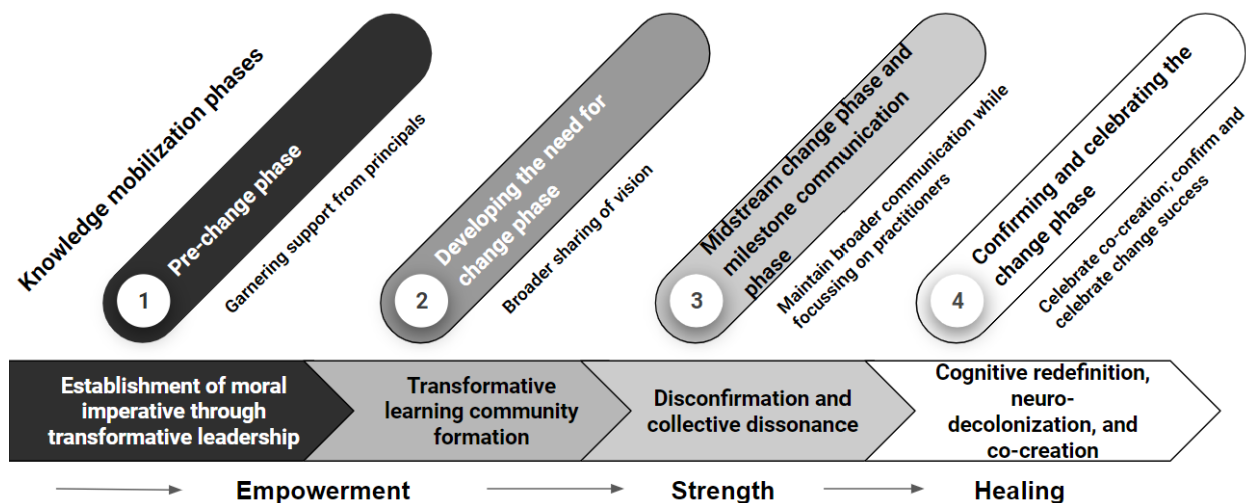 Knowledge mobilization phases
1
Pre-change phase
Garnering support from principals
2
Developing the need for
change phase
Broader sharing of vision
3
Midstream change phase and
milestone communication
phase
Maintain broader communication while
focussing on practitioners
4
Confirming and celebrating the
change phase
Celebrate co-creation; confirm and
celebrate change success
Establishment of moral
imperative through
transformative leadership
Transformative
learning community
formation
Disconfirmation and
collective dissonance
Cognitive redefinition,
neuro-
decolonization, and
co-creation
Empowerment
Strength
Healing